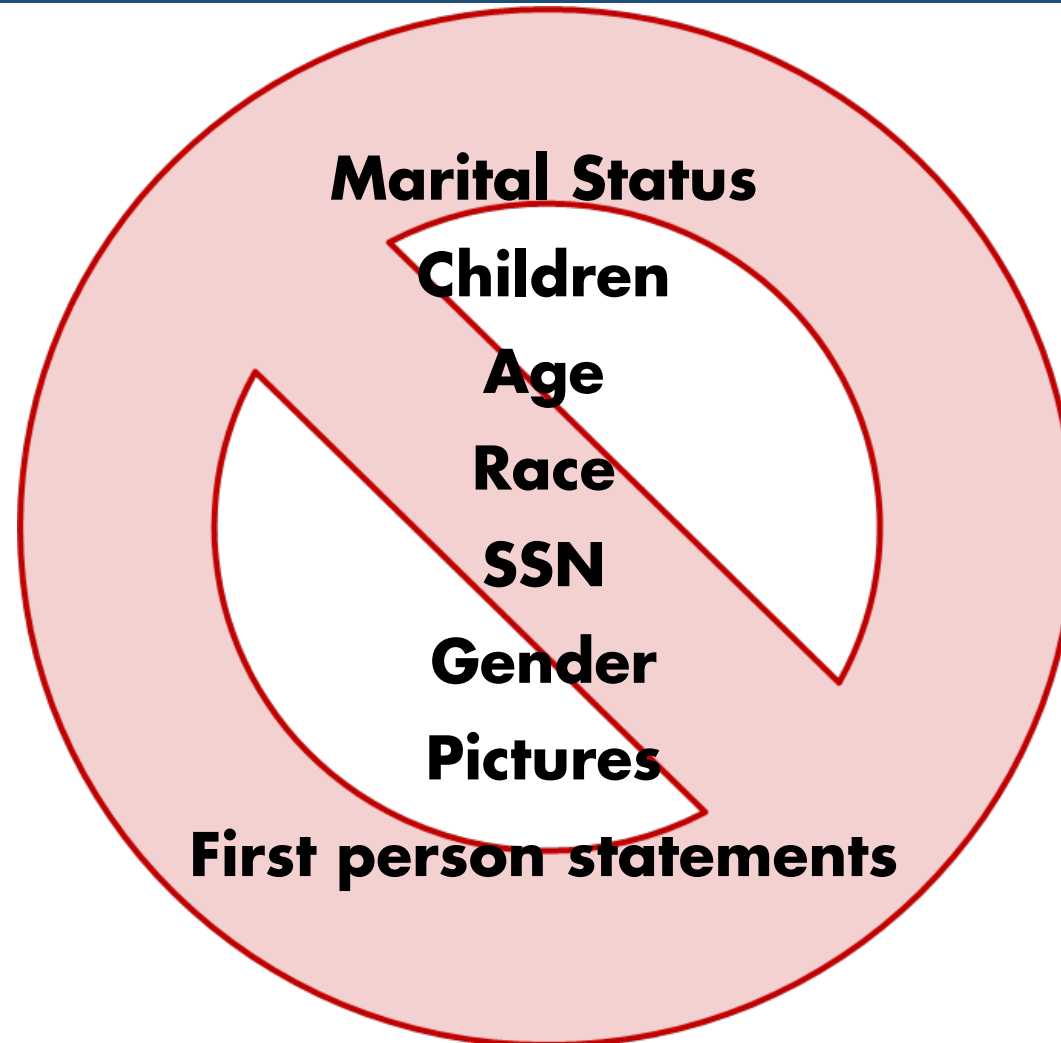 Marital Status
Children
Age
Race
SSN
Gender
Pictures
First person statements